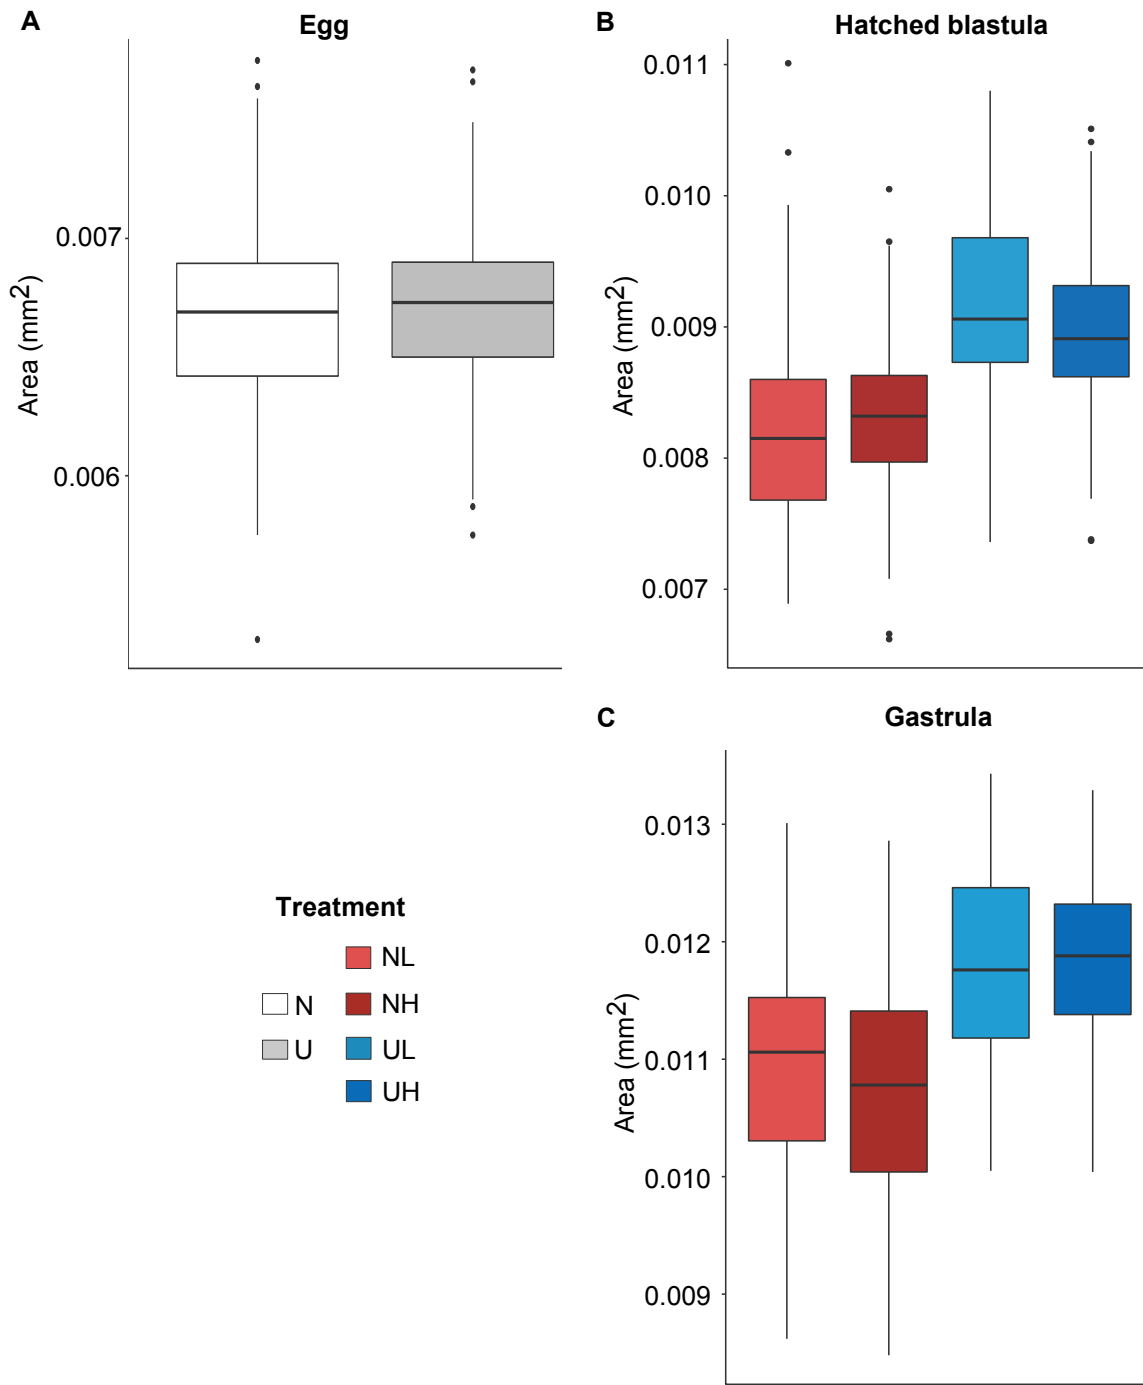 A
Egg
0.007
0.006
Area (mm2)
B
Hatched blastula
0.011
0.010
0.009
0.008
0.007
Area (mm2)
C
Gastrula
0.013
0.012
0.011
0.010
0.009
Area (mm2)
Treatment
N
U
NL
NH
UL
UH